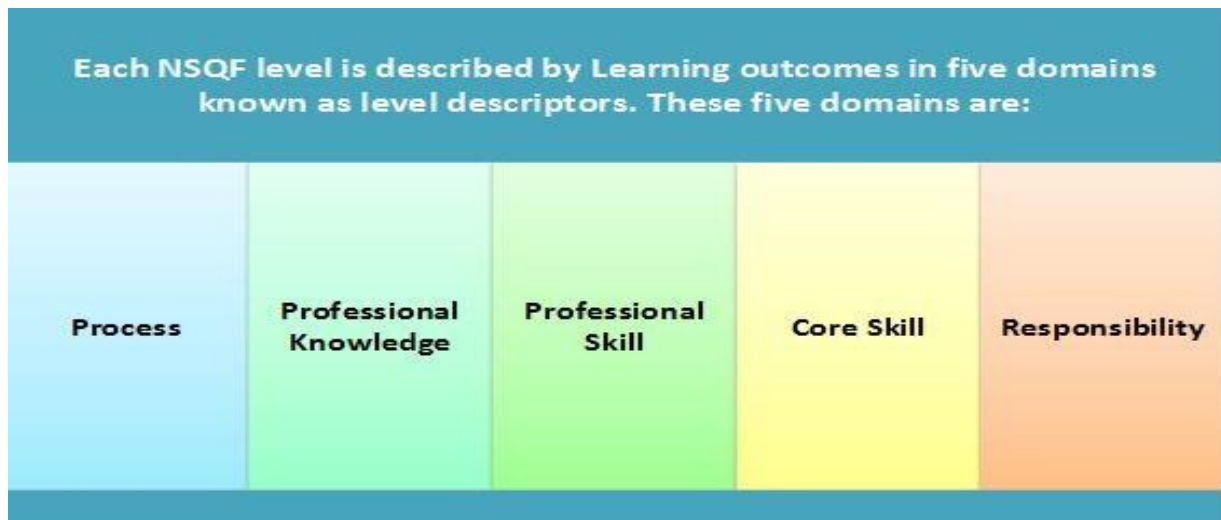 Each NSQF level is described by Learning outcomes in five domains
known as level descriptors. These five domains are:
Process
Professional
Knowledge
Professional
Skill
Core Skill
Responsibility